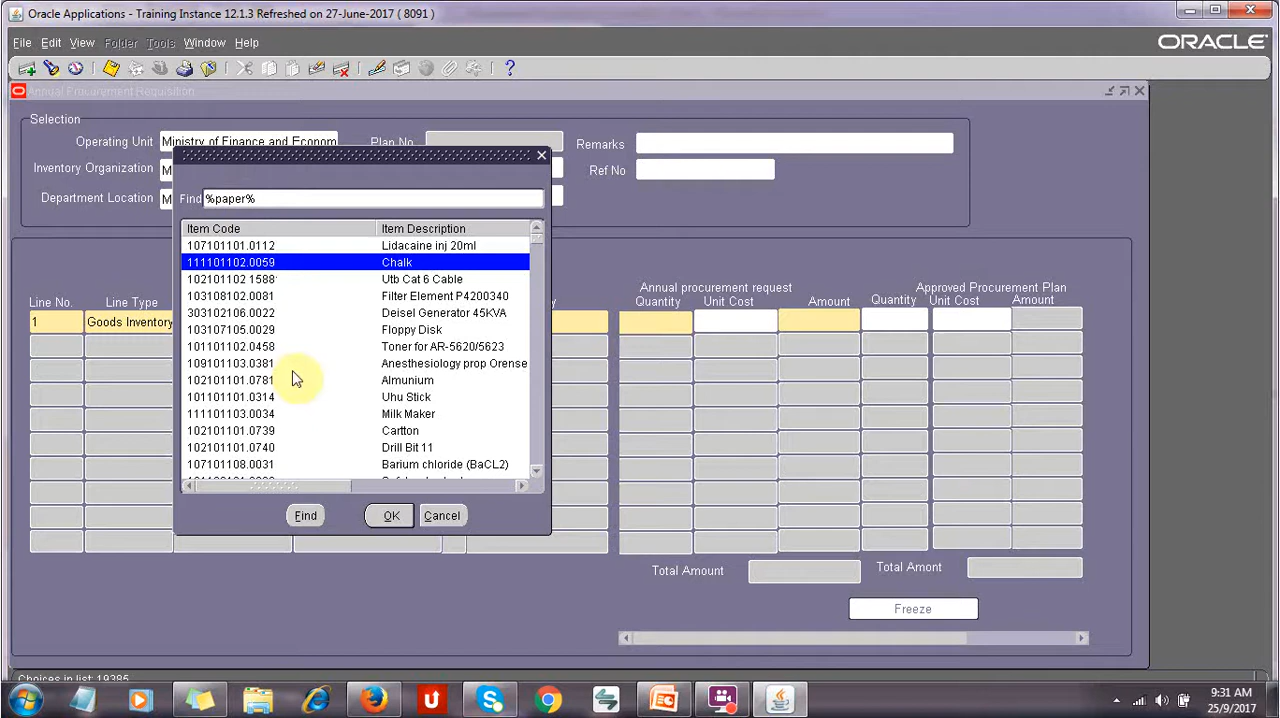 Oracle Applications - Training Instance 12.1.3 Refreshed on 27-June-2017 ( 8091 )
File Edit View Folder Tools Window Help
ORACLE
Annual Procurement Requisition
Selection
Operating Unit Ministry of Finance and Econom Plan No Remarks
Inventory Organization M Ref No
Department Location M
Find %paper%
Item Code Item Description
107101101.0112 Lidacaine inj 20ml
111101102.0059 Chalk
102101102 1588 Utb Cat 6 Cable
103108102.0081 Filter Element P4200340
303102106.0022 Deisel Generator 45KVA
103107105.0029 Floppy Disk
101101102.0458 Toner for AR-5620/5623
109101103.0381 Anesthesiology prop Orense
102101101.0781 Almunium
101101101.0314 Uhu Stick
111101103.0034 Milk Maker
102101101.0739 Cartton
102101101.0740 Drill Bit 11
107101108.0031 Barium chloride (BaCL2)
Find OK Cancel
Annual procurement request Approved Procurement Plan
Line No. Line Type Quantity Unit Cost Amount Quantity Unit Cost Amount
1 Goods Inventory
Total Amount Total Amont
Freeze
Choices in list: 19385
9:31 AM
25/9/2017